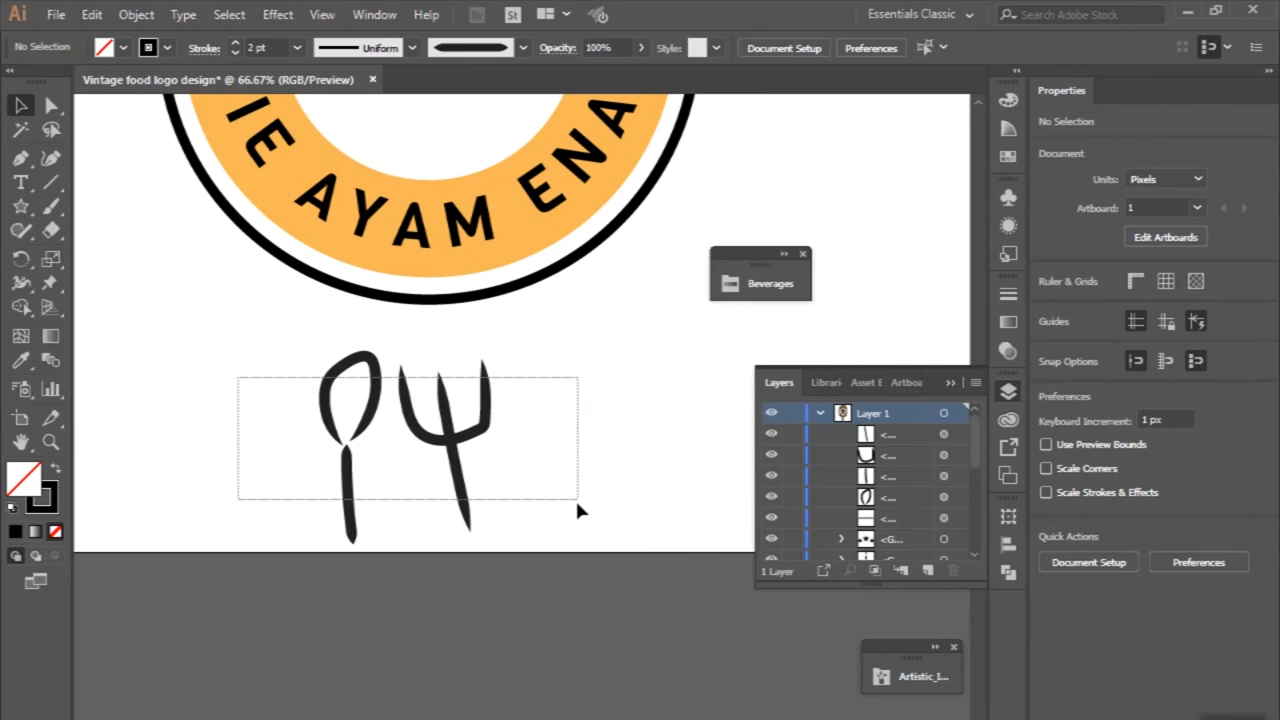 Ai File Edit Object Type Select Effect View Window Help Br St Essentials Classic Search Adobe Stock
No Selection Stroke: 2 pt Uniform Opacity: 100% Style: Document Setup Preferences
Vintage food logo design* @ 66.67% (RGB/Preview)
IE AYAM ENA
Beverages
Layers Librari Asset E Artboa
Layer 1
<...
<...
<...
<...
<...
<G...
1 Layer
Artistic_I...
Properties
No Selection
Document
Units: Pixels
Artboard: 1
Edit Artboards
Ruler & Grids
Guides
Snap Options
Preferences
Keyboard Increment: 1 px
Use Preview Bounds
Scale Corners
Scale Strokes & Effects
Quick Actions
Document Setup Preferences